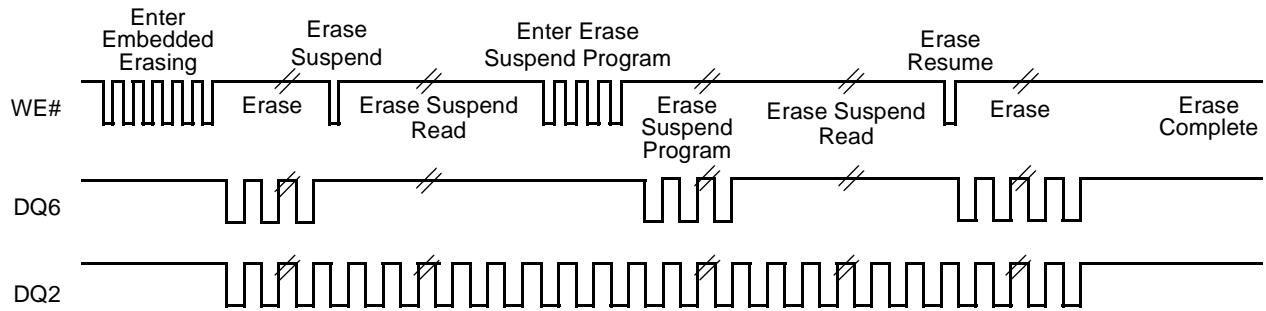 Enter
Embedded
Erasing
Erase
Suspend
Enter Erase
Suspend Program
Erase
Resume
WE#
Erase
Erase Suspend
Read
Erase
Suspend
Program
Erase Suspend
Read
Erase
Erase
Complete
DQ6
DQ2